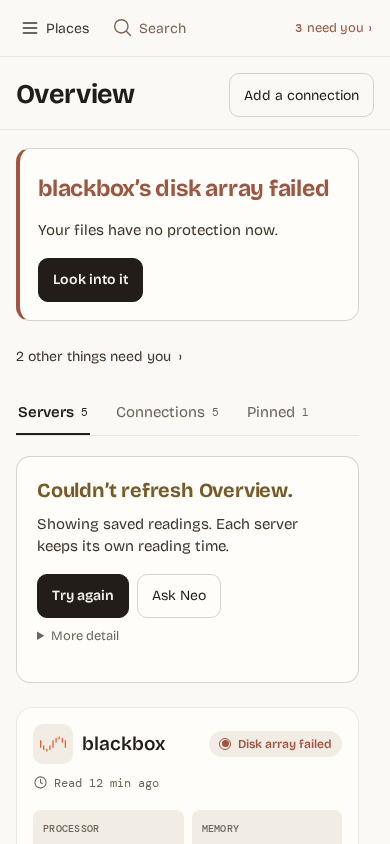 Places
Search
3 need you ›
Overview
Add a connection
blackbox’s disk array failed
Your files have no protection now.
Look into it
2 other things need you ›
Servers 5
Connections 5
Pinned 1
Couldn’t refresh Overview.
Showing saved readings. Each server
keeps its own reading time.
Try again
Ask Neo
More detail
blackbox
Disk array failed
Read 12 min ago
PROCESSOR
MEMORY